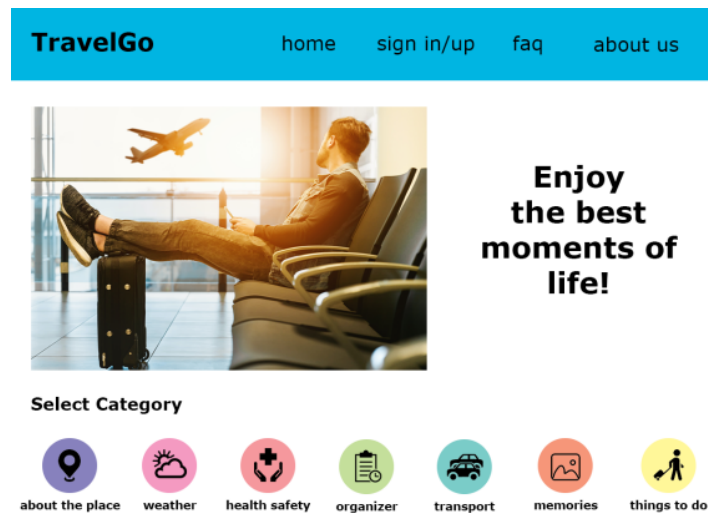 TravelGo home sign in/up faq about us
Enjoy
the best
moments of
life!
Select Category
about the place weather health safety organizer transport memories things to do